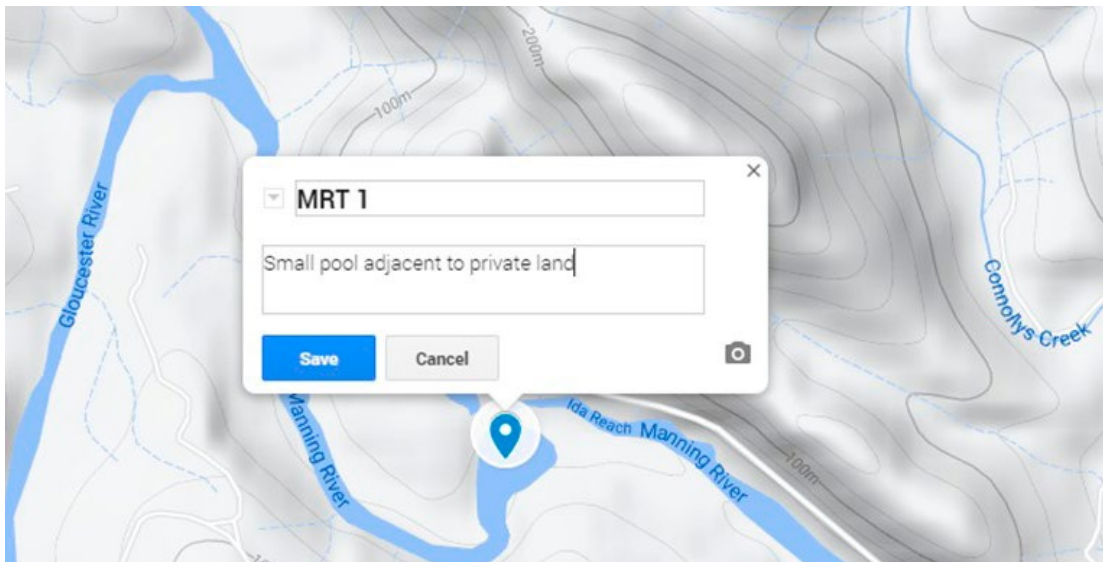 200m
100m
MRT 1
Small pool adjacent to private land
Save
Cancel
Gloucester River
Connollys Creek
Manning River
Ida Reach
Manning River
100m